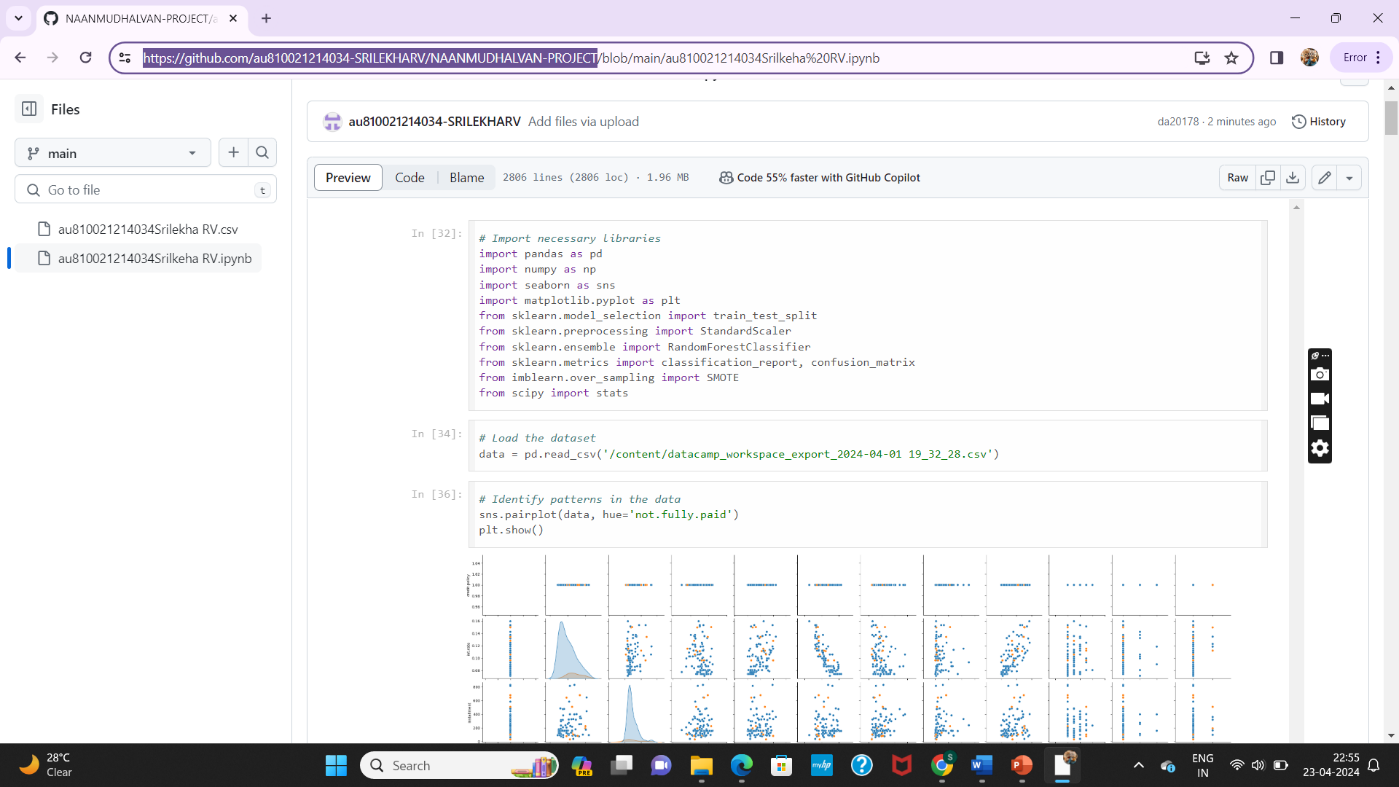 NAANMUDHALVAN-PROJECT/a
https://github.com/au810021214034-SRILEKHARV/NAANMUDHALVAN-PROJECT/blob/main/au810021214034Srilkeha%20RV.ipynb
Error
Files
main
Go to file
t
au810021214034Srilekha RV.csv
au810021214034Srilkeha RV.ipynb
au810021214034-SRILEKHARV Add files via upload
da20178 · 2 minutes ago
History
Preview Code Blame 2806 lines (2806 loc) · 1.96 MB Code 55% faster with GitHub Copilot
Raw
In [32]:
# Import necessary libraries
import pandas as pd
import numpy as np
import seaborn as sns
import matplotlib.pyplot as plt
from sklearn.model_selection import train_test_split
from sklearn.preprocessing import StandardScaler
from sklearn.ensemble import RandomForestClassifier
from sklearn.metrics import classification_report, confusion_matrix
from imblearn.over_sampling import SMOTE
from scipy import stats
In [34]:
# Load the dataset
data = pd.read_csv('/content/datacamp_workspace_export_2024-04-01 19_32_28.csv')
In [36]:
# Identify patterns in the data
sns.pairplot(data, hue='not.fully.paid')
plt.show()
28°C
Clear
Search
PRE
ENG
IN
22:55
23-04-2024